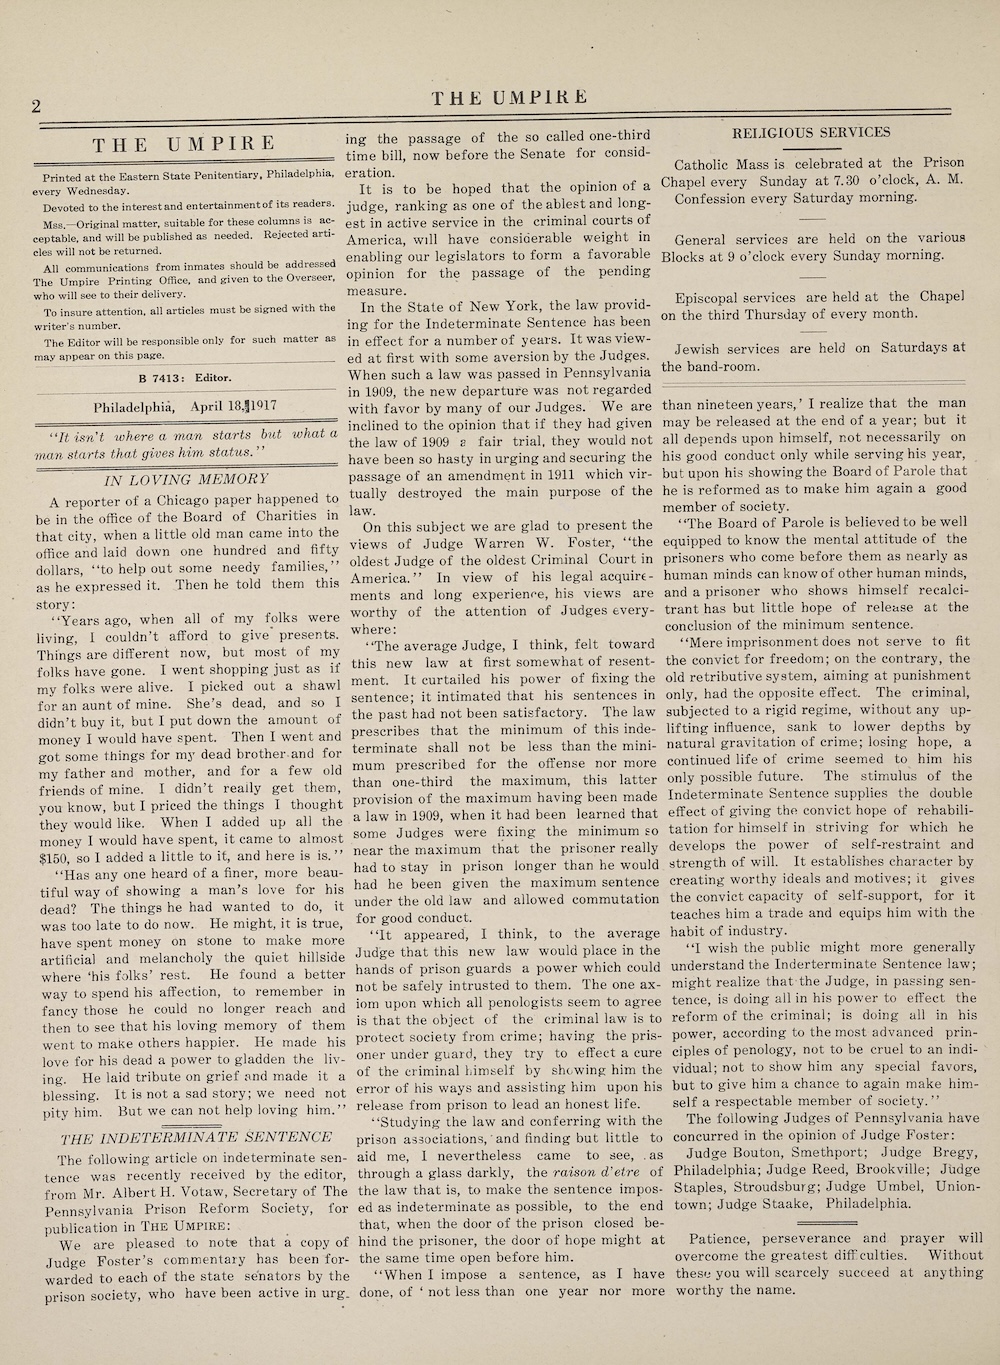 2
THE UMPIRE
THE UMPIRE
Printed at the Eastern State Penitentiary, Philadelphia,
every Wednesday.
Devoted to the interest and entertainment of its readers.
Mss.—Original matter, suitable for these columns is ac-
ceptable, and will be published as needed. Rejected arti-
cles will not be returned.
All communications from inmates should be addressed
The Umpire Printing Office, and given to the Overseer,
who will see to their delivery.
To insure attention, all articles must be signed with the
writer's number.
The Editor will be responsible only for such matter as
may appear on this page.
B 7413: Editor.
Philadelphia, April 18, 1917
"It isn't where a man starts but what a
man starts that gives him status."
IN LOVING MEMORY
A reporter of a Chicago paper happened to
be in the office of the Board of Charities in
that city, when a little old man came into the
office and laid down one hundred and fifty
dollars, "to help out some needy families,"
as he expressed it. Then he told them this
story:
"Years ago, when all of my folks were
living, I couldn't afford to give presents.
Things are different now, but most of my
folks have gone. I went shopping just as if
my folks were alive. I picked out a shawl
for an aunt of mine. She's dead, and so I
didn't buy it, but I put down the amount of
money I would have spent. Then I went and
got some things for my dead brother and for
my father and mother, and for a few old
friends of mine. I didn't really get them,
you know, but I priced the things I thought
they would like. When I added up all the
money I would have spent, it came to almost
$150, so I added a little to it, and here is is."
"Has any one heard of a finer, more beau-
tiful way of showing a man's love for his
dead? The things he had wanted to do, it
was too late to do now. He might, it is true,
have spent money on stone to make more
artificial and melancholy the quiet hillside
where 'his folks' rest. He found a better
way to spend his affection, to remember in
fancy those he could no longer reach and
then to see that his loving memory of them
went to make others happier. He made his
love for his dead a power to gladden the liv-
ing. He laid tribute on grief and made it a
blessing. It is not a sad story; we need not
pity him. But we can not help loving him."
THE INDETERMINATE SENTENCE
The following article on indeterminate sen-
tence was recently received by the editor,
from Mr. Albert H. Votaw, Secretary of The
Pennsylvania Prison Reform Society, for
publication in THE UMPIRE:
We are pleased to note that a copy of
Judge Foster's commentary has been for-
warded to each of the state senators by the
prison society, who have been active in urg-
ing the passage of the so called one-third
time bill, now before the Senate for consid-
eration.
It is to be hoped that the opinion of a
judge, ranking as one of the ablest and long-
est in active service in the criminal courts of
America, will have considerable weight in
enabling our legislators to form a favorable
opinion for the passage of the pending
measure.
In the State of New York, the law provid-
ing for the Indeterminate Sentence has been
in effect for a number of years. It was view-
ed at first with some aversion by the Judges.
When such a law was passed in Pennsylvania
in 1909, the new departure was not regarded
with favor by many of our Judges. We are
inclined to the opinion that if they had given
the law of 1909 a fair trial, they would not
have been so hasty in urging and securing the
passage of an amendment in 1911 which vir-
tually destroyed the main purpose of the
law.
On this subject we are glad to present the
views of Judge Warren W. Foster, "the
oldest Judge of the oldest Criminal Court in
America." In view of his legal acquire-
ments and long experience, his views are
worthy of the attention of Judges every-
where:
"The average Judge, I think, felt toward
this new law at first somewhat of resent-
ment. It curtailed his power of fixing the
sentence; it intimated that his sentences in
the past had not been satisfactory. The law
prescribes that the minimum of this inde-
terminate shall not be less than the mini-
mum prescribed for the offense nor more
than one-third the maximum, this latter
provision of the maximum having been made
a law in 1909, when it had been learned that
some Judges were fixing the minimum so
near the maximum that the prisoner really
had to stay in prison longer than he would
had he been given the maximum sentence
under the old law and allowed commutation
for good conduct.
"It appeared, I think, to the average
Judge that this new law would place in the
hands of prison guards a power which could
not be safely intrusted to them. The one ax-
iom upon which all penologists seem to agree
is that the object of the criminal law is to
protect society from crime; having the pris-
oner under guard, they try to effect a cure
of the criminal himself by showing him the
error of his ways and assisting him upon his
release from prison to lead an honest life.
"Studying the law and conferring with the
prison associations, and finding but little to
aid me, I nevertheless came to see, as
through a glass darkly, the raison d'etre of
the law that is, to make the sentence impos-
ed as indeterminate as possible, to the end
that, when the door of the prison closed be-
hind the prisoner, the door of hope might at
the same time open before him.
"When I impose a sentence, as I have
done, of ' not less than one year nor more
RELIGIOUS SERVICES
Catholic Mass is celebrated at the Prison
Chapel every Sunday at 7.30 o'clock, A. M.
Confession every Saturday morning.
General services are held on the various
Blocks at 9 o'clock every Sunday morning.
Episcopal services are held at the Chapel
on the third Thursday of every month.
Jewish services are held on Saturdays at
the band-room.
than nineteen years,' I realize that the man
may be released at the end of a year; but it
all depends upon himself, not necessarily on
his good conduct only while serving his year,
but upon his showing the Board of Parole that
he is reformed as to make him again a good
member of society.
"The Board of Parole is believed to be well
equipped to know the mental attitude of the
prisoners who come before them as nearly as
human minds can know of other human minds,
and a prisoner who shows himself recalci-
trant has but little hope of release at the
conclusion of the minimum sentence.
"Mere imprisonment does not serve to fit
the convict for freedom; on the contrary, the
old retributive system, aiming at punishment
only, had the opposite effect. The criminal,
subjected to a rigid regime, without any up-
lifting influence, sank to lower depths by
natural gravitation of crime; losing hope, a
continued life of crime seemed to him his
only possible future. The stimulus of the
Indeterminate Sentence supplies the double
effect of giving the convict hope of rehabili-
tation for himself in striving for which he
develops the power of self-restraint and
strength of will. It establishes character by
creating worthy ideals and motives; it gives
the convict capacity of self-support, for it
teaches him a trade and equips him with the
habit of industry.
"I wish the public might more generally
understand the Inderterminate Sentence law;
might realize that the Judge, in passing sen-
tence, is doing all in his power to effect the
reform of the criminal; is doing all in his
power, according to the most advanced prin-
ciples of penology, not to be cruel to an indi-
vidual; not to show him any special favors,
but to give him a chance to again make him-
self a respectable member of society."
The following Judges of Pennsylvania have
concurred in the opinion of Judge Foster:
Judge Bouton, Smethport; Judge Bregy,
Philadelphia; Judge Reed, Brookville; Judge
Staples, Stroudsburg; Judge Umbel, Union-
town; Judge Staake, Philadelphia.
Patience, perseverance and prayer will
overcome the greatest difficulties. Without
these you will scarcely succeed at anything
worthy the name.